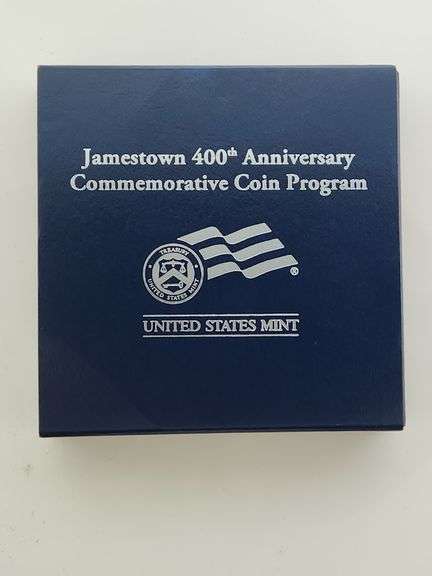 Jamestown 400th Anniversary
Commemorative Coin Program
TREASURY
UNITED STATES MINT
®
UNITED STATES MINT